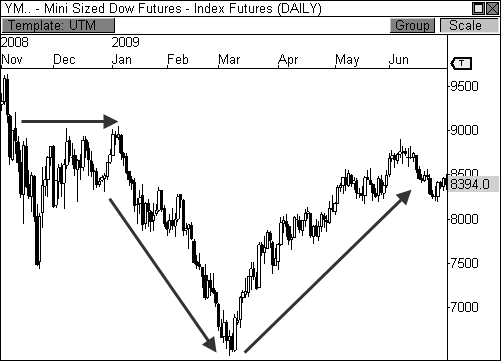 YM.. - Mini Sized Dow Futures - Index Futures (DAILY)
Template: UTM Group Scale
2008 2009
Nov Dec Jan Feb Mar Apr May Jun
T
9500
9000
8500
8394.0
8000
7500
7000